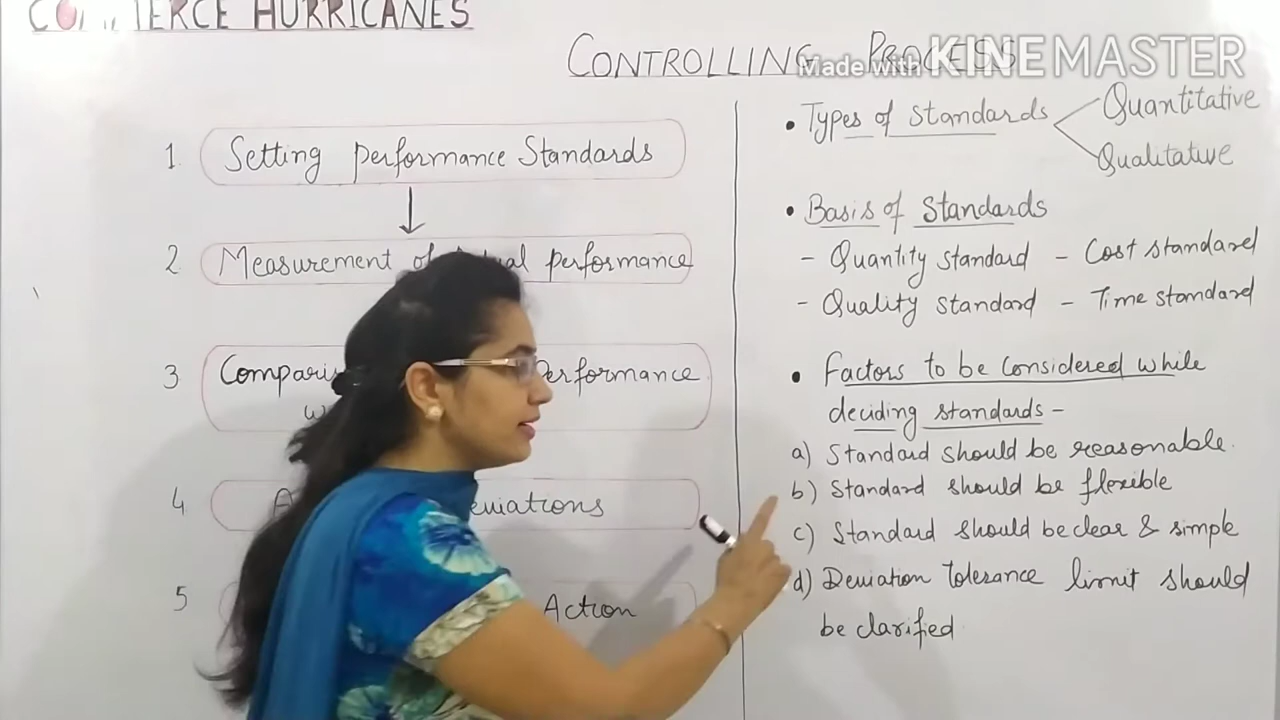 HURRICANES
CONTROLLING PROCESS
Made with KINEMASTER
1. Setting performance Standards
2 Measurement of performance
3 Performance
4 Deviations
5 Action
• Types of Standards
Quantitative
Qualitative
• Basis of Standards
- Quantity standard - Cost standard
- Quality standard - Time standard
• Factors to be Considered while
deciding standards -
a) Standard should be reasonable.
b) Standard should be flexible
c) Standard should be clear & simple
d) Deviation tolerance limit should
be clarified